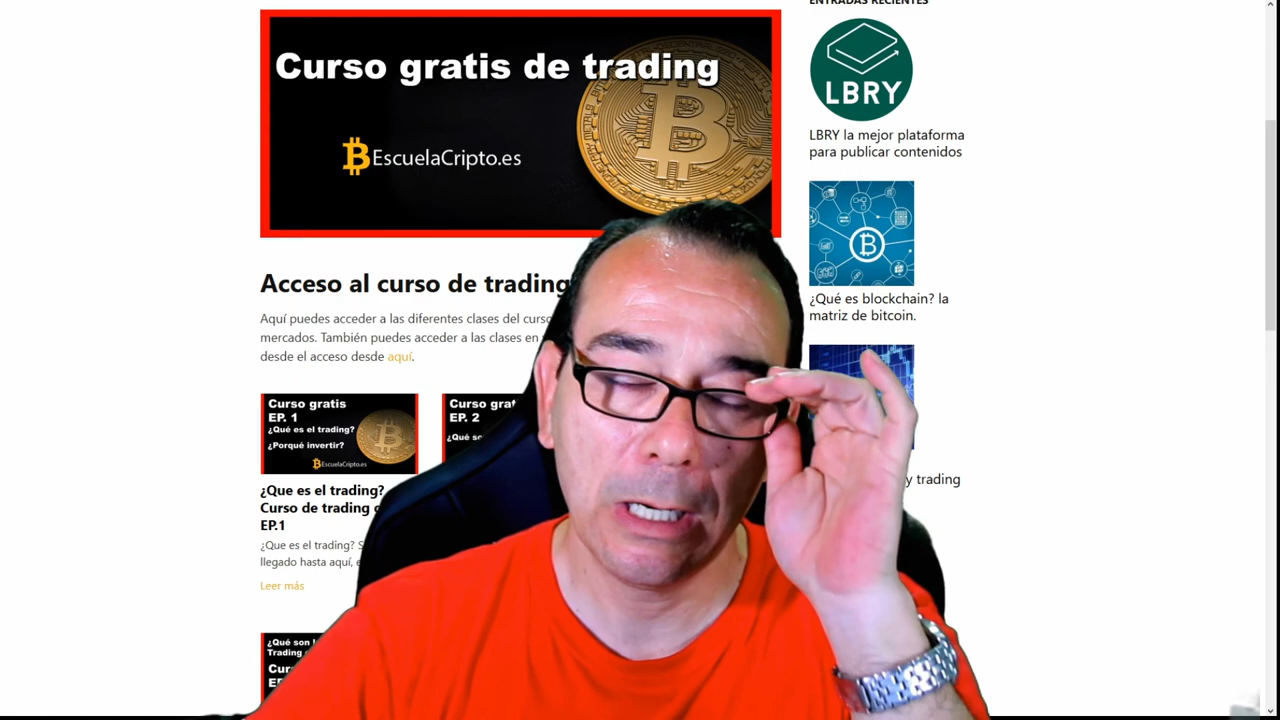 ENTRADAS RECIENTES
Curso gratis de trading
EscuelaCripto.es
LBRY
LBRY la mejor plataforma
para publicar contenidos
¿Qué es blockchain? la
matriz de bitcoin.
y trading
Acceso al curso de trading
Aquí puedes acceder a las diferentes clases del curso
mercados. También puedes acceder a las clases en
desde el acceso desde aquí.
Curso gratis
EP. 1
¿Qué es el trading?
¿Porqué invertir?
EscuelaCripto.es
Curso
EP. 2
¿Qué
¿Que es el trading?
Curso de trading
EP.1
¿Que es el trading?
llegado hasta aquí,
Leer más
¿Qué son
Trading